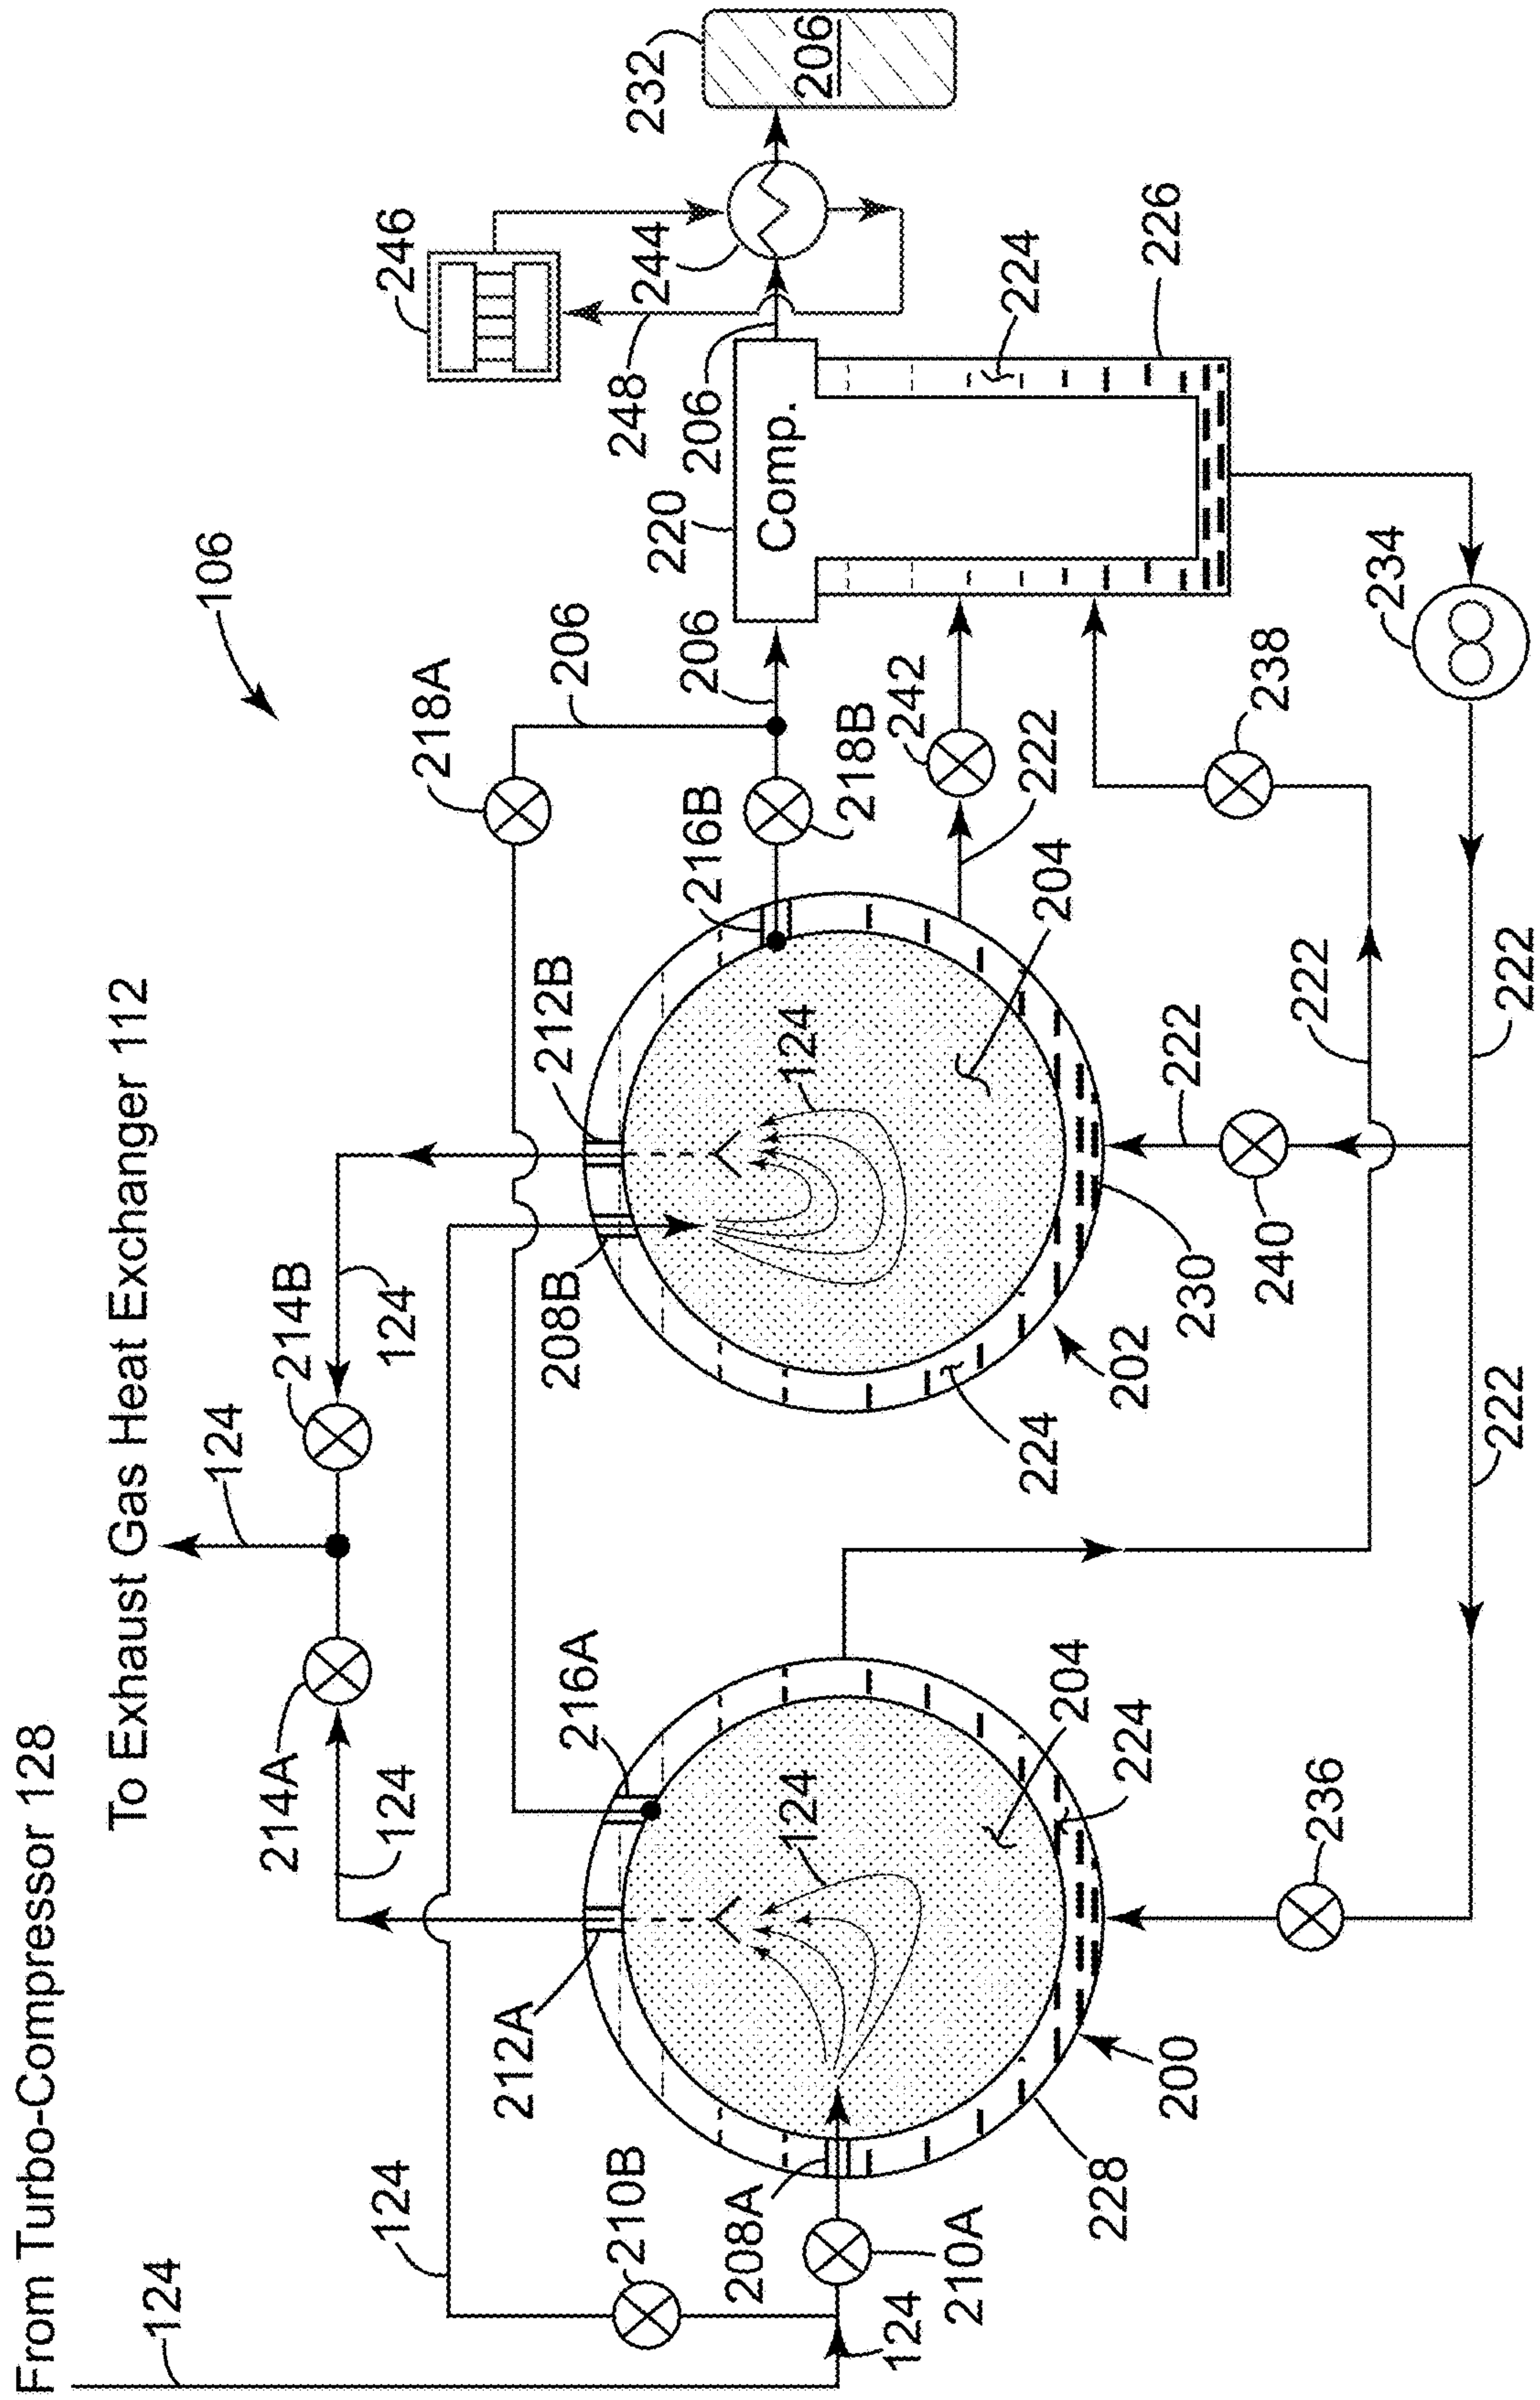 From Turbo-Compressor 128
To Exhaust Gas Heat Exchanger 112
106
124
124
210B
124
208A
210A
228
200
212A
124
214A
216A
124
204
224
236
124
214B
124
208B
212B
124
204
224
202
230
240
222
222
222
222
218A
206
216B
218B
206
242
222
238
234
220
Comp.
206
248
244
246
224
226
232
206